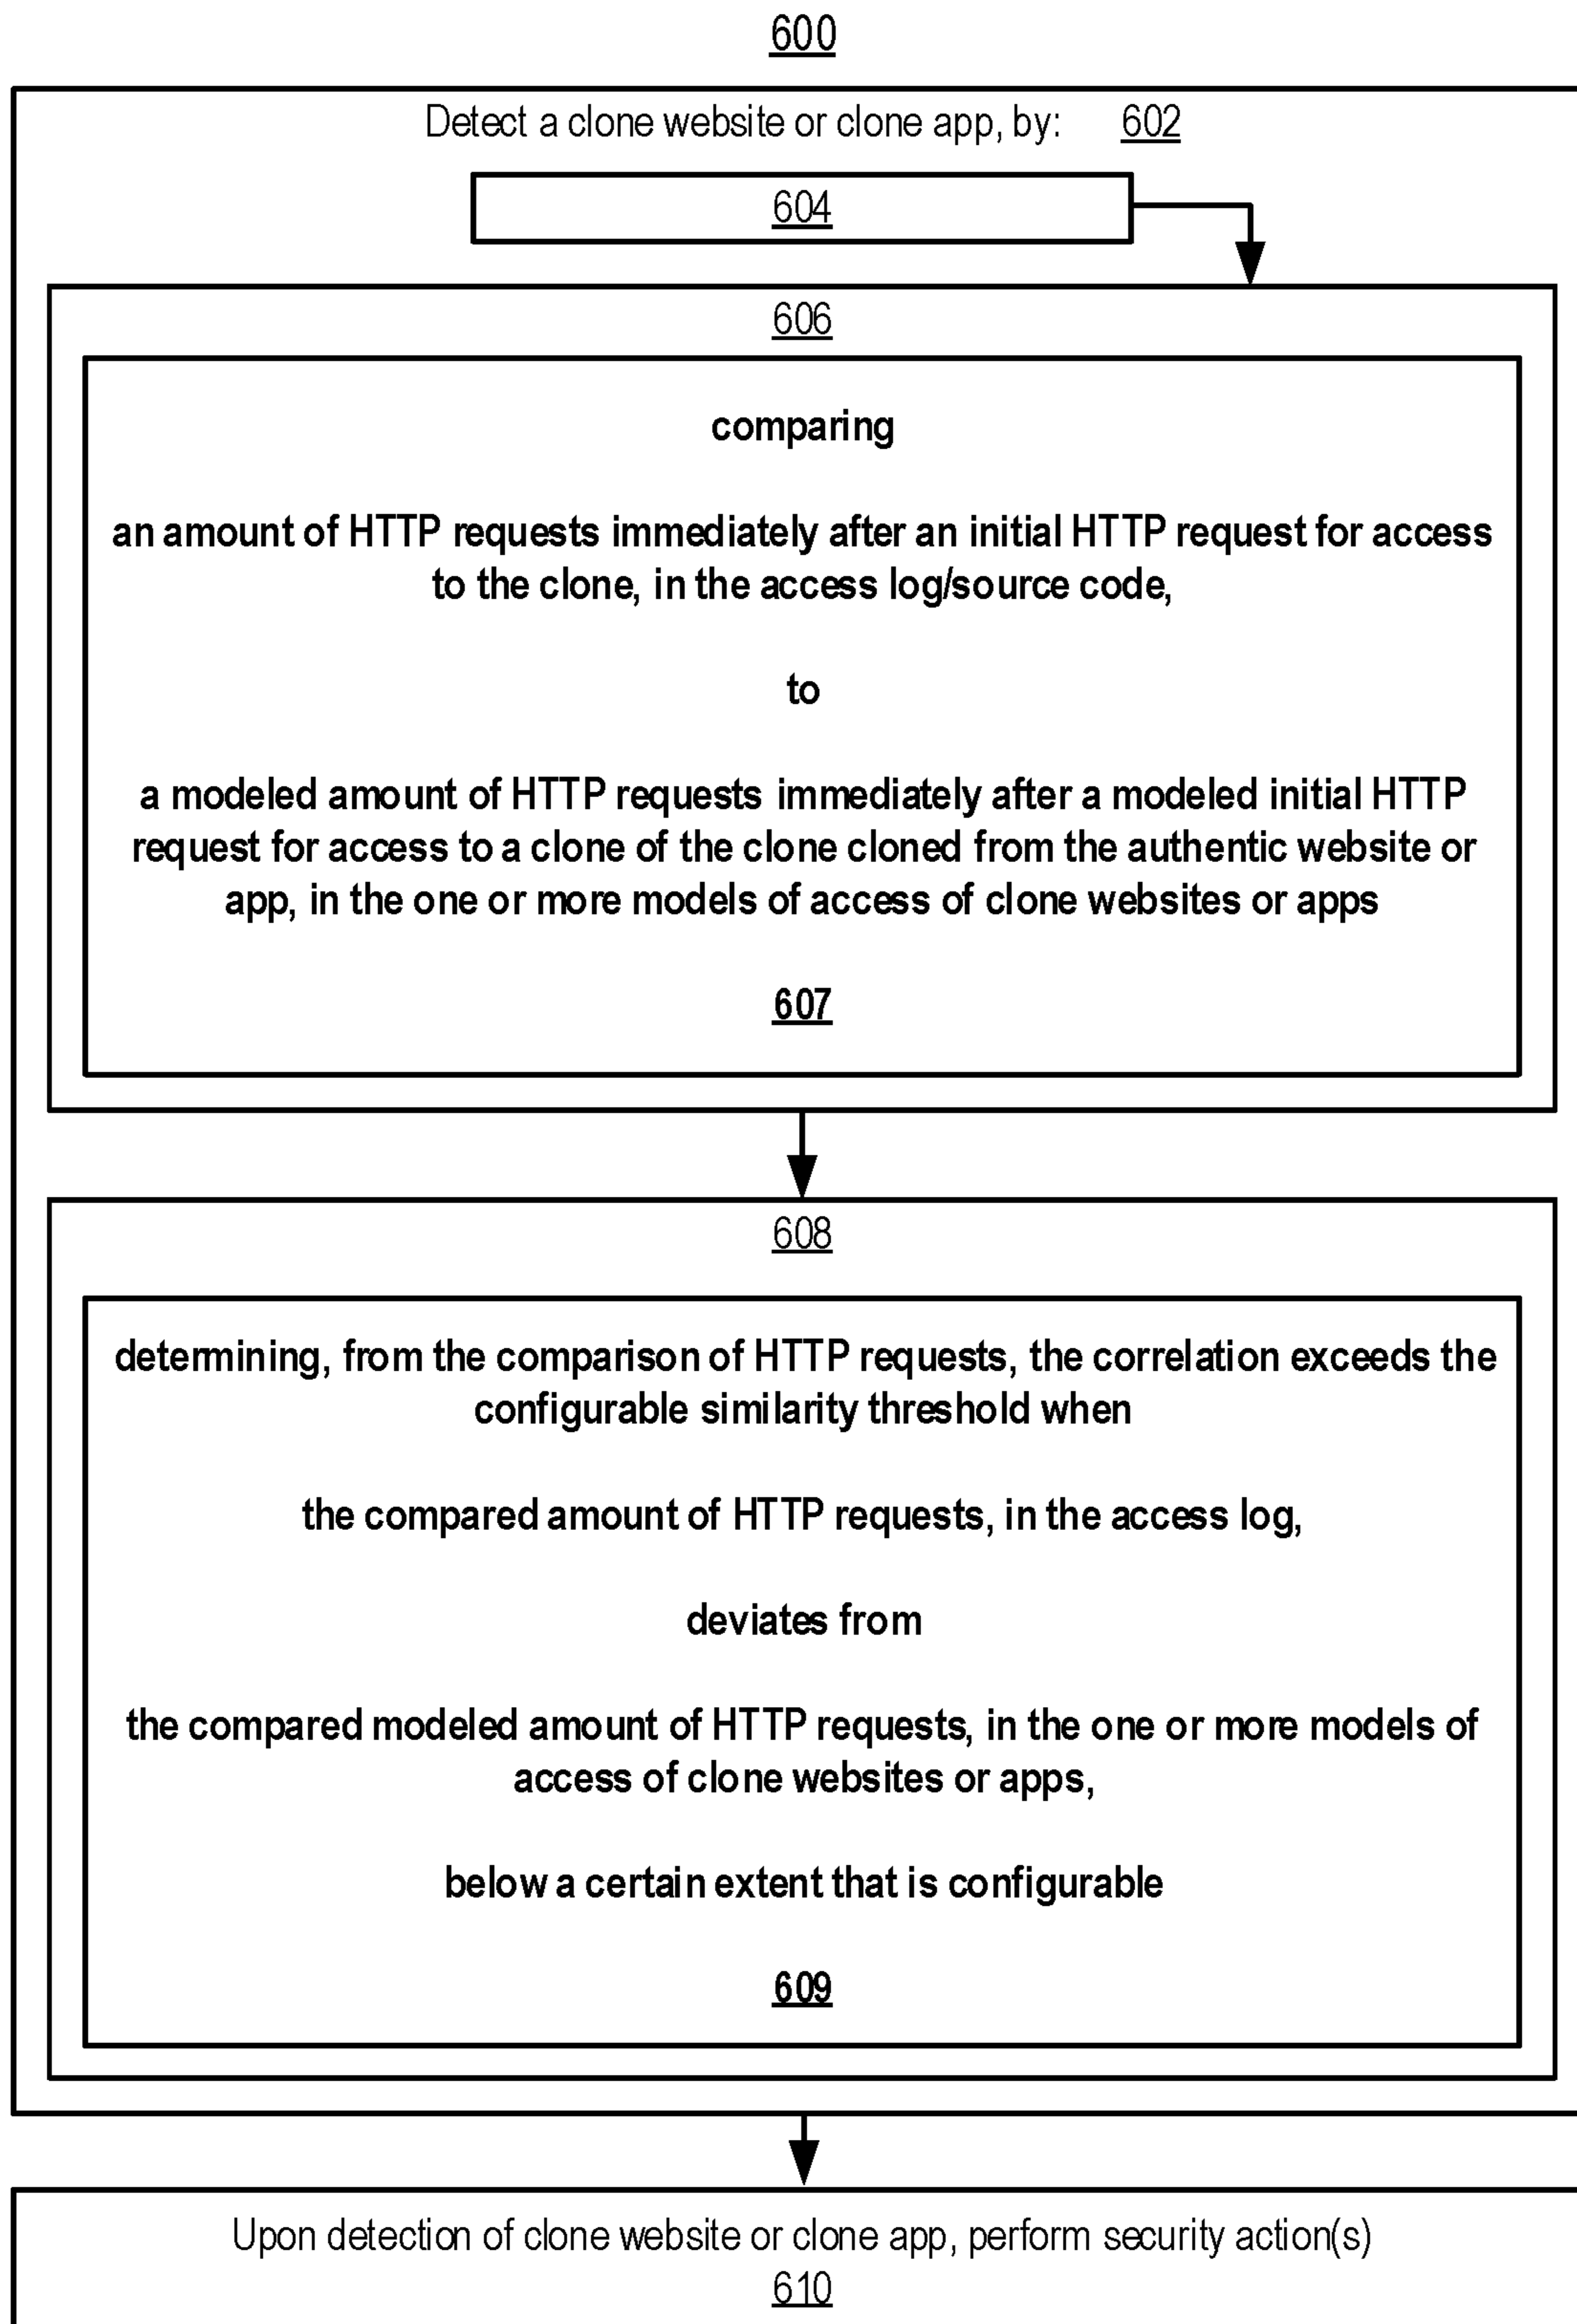 600
Detect a clone website or clone app, by: 602
604
606
comparing
an amount of HTTP requests immediately after an initial HTTP request for access
to the clone, in the access log/source code,
to
a modeled amount of HTTP requests immediately after a modeled initial HTTP
request for access to a clone of the clone cloned from the authentic website or
app, in the one or more models of access of clone websites or apps
607
608
determining, from the comparison of HTTP requests, the correlation exceeds the
configurable similarity threshold when
the compared amount of HTTP requests, in the access log,
deviates from
the compared modeled amount of HTTP requests, in the one or more models of
access of clone websites or apps,
below a certain extent that is configurable
609
Upon detection of clone website or clone app, perform security action(s)
610